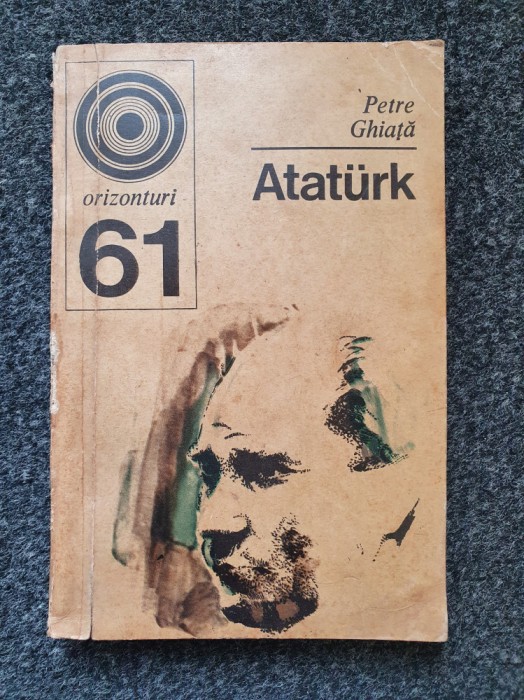 orizonturi
61
Petre
Ghiață
Atatürk